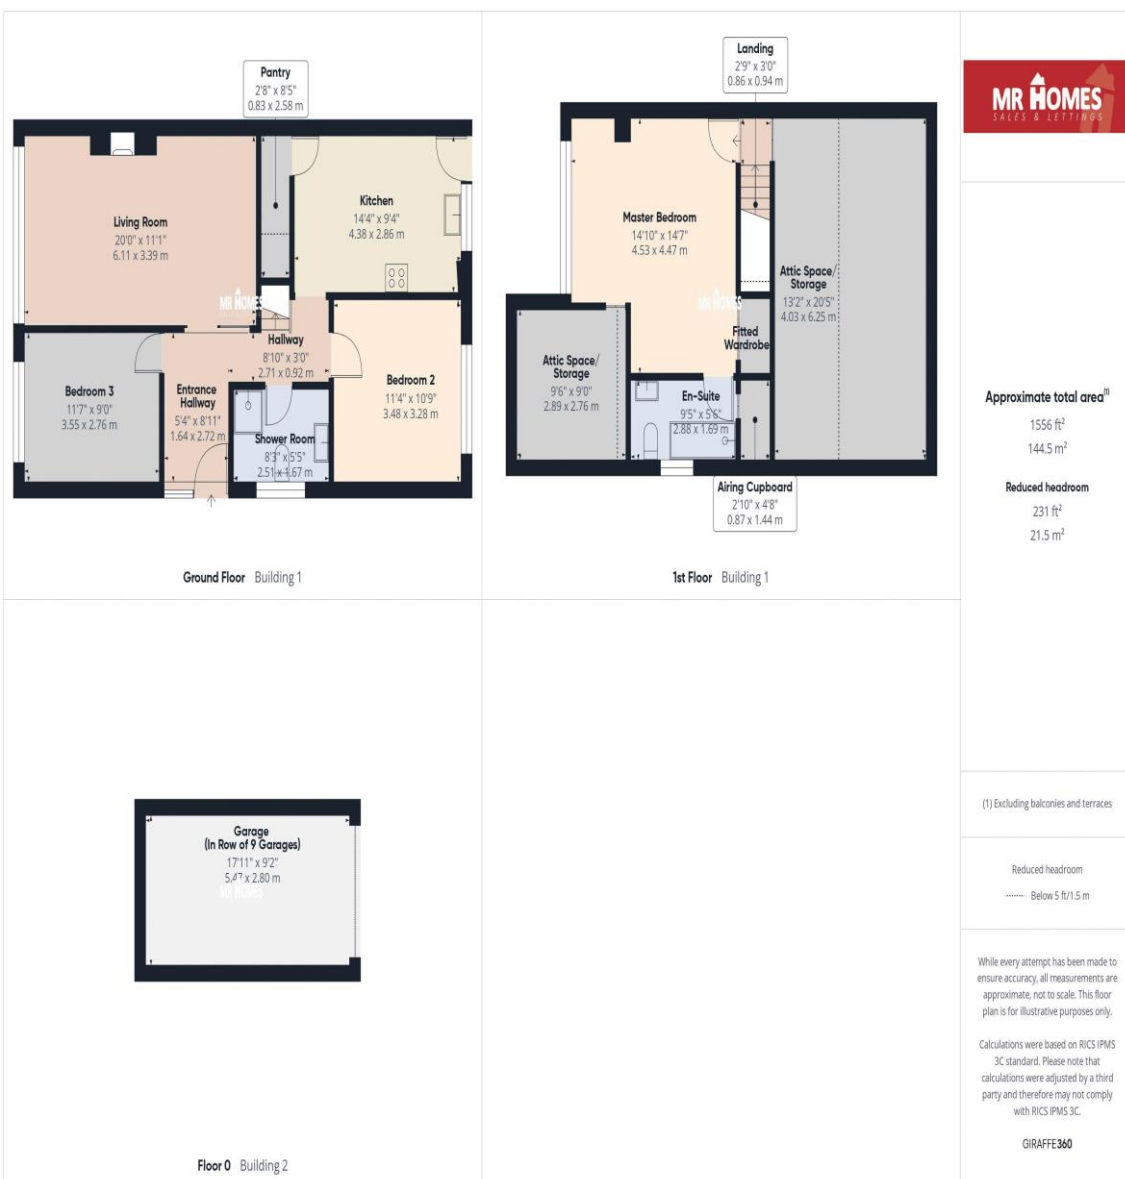 Pantry
2'8" x 8'5"
0.83 x 2.58 m
Living Room
20'0" x 11'1"
6.11 x 3.39 m
Kitchen
14'4" x 9'4"
4.38 x 2.86 m
MR HOMES
Hallway
8'10" x 3'0"
2.71 x 0.92 m
Bedroom 3
11'7" x 9'0"
3.55 x 2.76 m
Entrance
Hallway
5'4" x 8'11"
1.64 x 2.72 m
Bedroom 2
11'4" x 10'9"
3.48 x 3.28 m
Shower Room
8'3" x 5'5"
2.51 x 1.67 m
Ground Floor Building 1
Landing
2'9" x 3'0"
0.86 x 0.94 m
Master Bedroom
14'10" x 14'7"
4.53 x 4.47 m
Attic Space/
Storage
13'2" x 20'5"
4.03 x 6.25 m
MR HOMES
Fitted
Wardrobe
Attic Space/
Storage
9'6" x 9'0"
2.89 x 2.76 m
En-Suite
9'5" x 5'6"
2.88 x 1.69 m
Airing Cupboard
2'10" x 4'8"
0.87 x 1.44 m
1st Floor Building 1
Garage
(In Row of 9 Garages)
17'11" x 9'2"
5.47 x 2.80 m
MR HOMES
Floor 0 Building 2
MR HOMES
SALES & LETTINGS
Approximate total area(1)
1556 ft²
144.5 m²
Reduced headroom
231 ft²
21.5 m²
(1) Excluding balconies and terraces
Reduced headroom
Below 5 ft/1.5 m
While every attempt has been made to
ensure accuracy, all measurements are
approximate, not to scale. This floor
plan is for illustrative purposes only.
Calculations were based on RICS IPMS
3C standard. Please note that
calculations were adjusted by a third
party and therefore may not comply
with RICS IPMS 3C.
GIRAFFE360